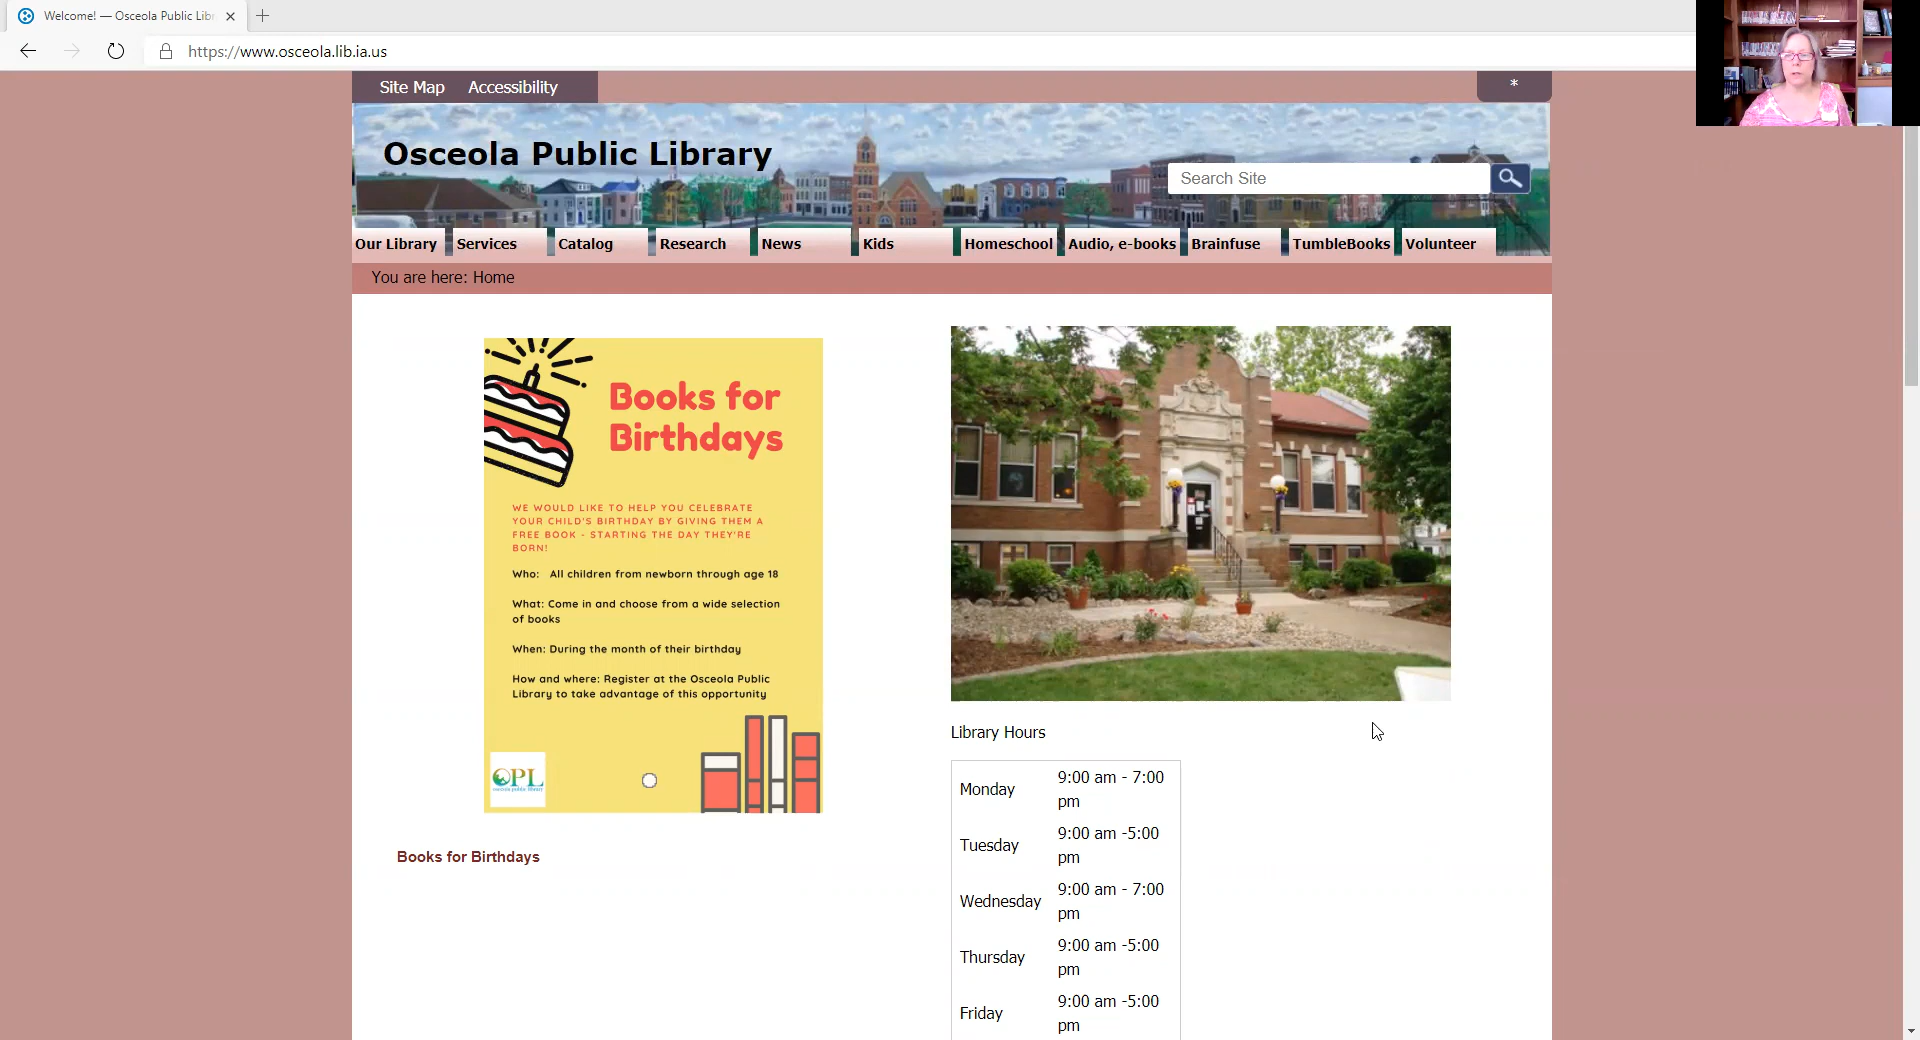 Welcome! — Osceola Public Libr
https://www.osceola.lib.ia.us
Site Map Accessibility
*
Osceola Public Library
Search Site
Our Library Services Catalog Research News Kids Homeschool Audio, e-books Brainfuse TumbleBooks Volunteer
You are here: Home
Books for
Birthdays
WE WOULD LIKE TO HELP YOU CELEBRATE
YOUR CHILD'S BIRTHDAY BY GIVING THEM A
FREE BOOK - STARTING THE DAY THEY'RE
BORN!
Who: All children from newborn through age 18
What: Come in and choose from a wide selection
of books
When: During the month of their birthday
How and where: Register at the Osceola Public
Library to take advantage of this opportunity
OPL
osceola public library
Books for Birthdays
Library Hours
Monday 9:00 am - 7:00
pm
Tuesday 9:00 am -5:00
pm
Wednesday 9:00 am - 7:00
pm
Thursday 9:00 am -5:00
pm
Friday 9:00 am -5:00
pm